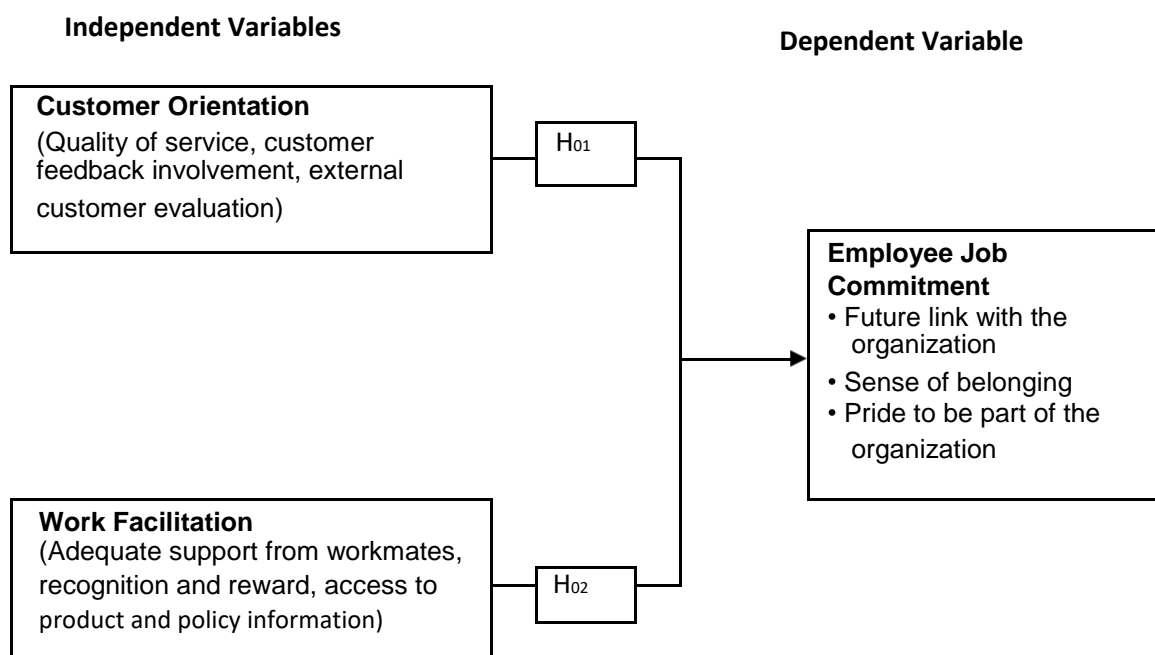 Independent Variables
Dependent Variable
Customer Orientation
(Quality of service, customer
feedback involvement, external
customer evaluation)
H01
Employee Job
Commitment
• Future link with the
organization
• Sense of belonging
• Pride to be part of the
organization
Work Facilitation
(Adequate support from workmates,
recognition and reward, access to
product and policy information)
H02